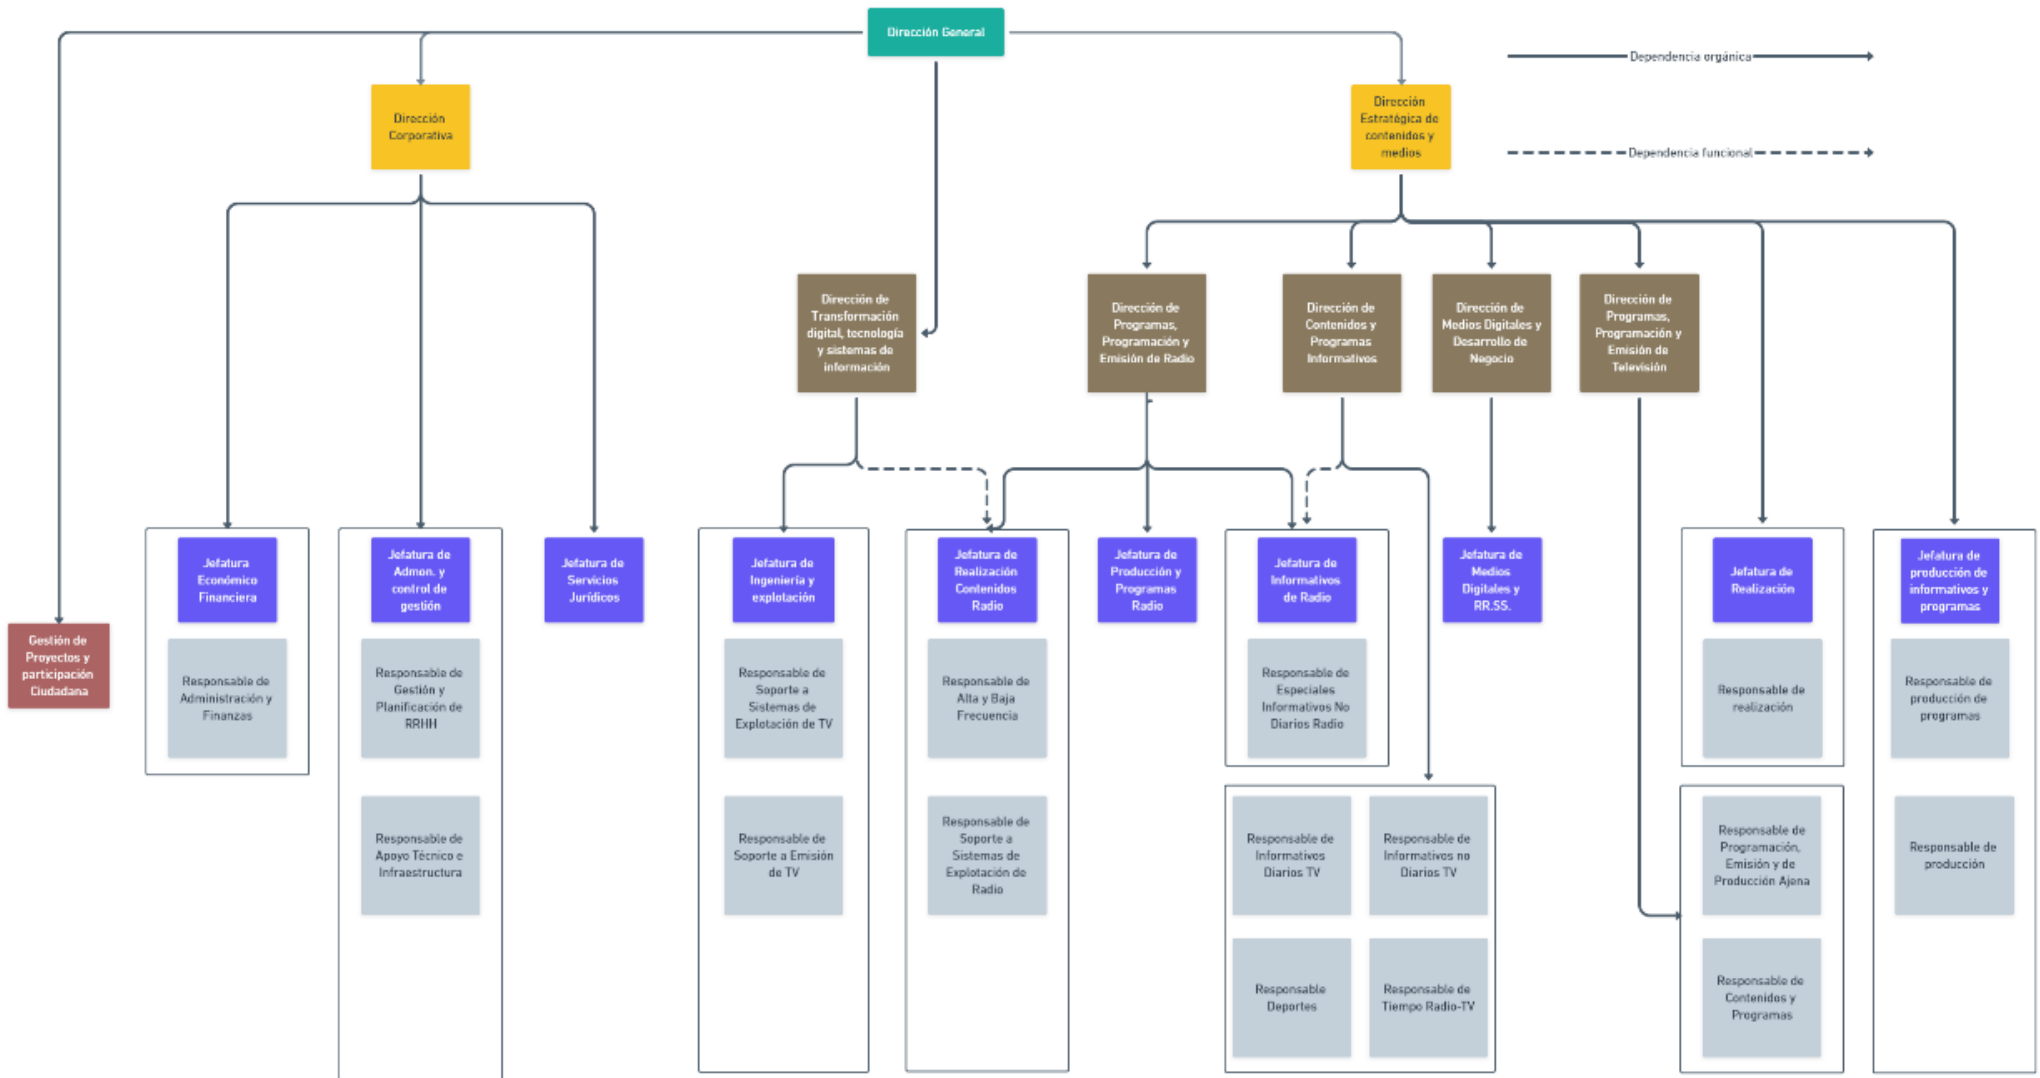 Dirección General
Dependencia orgánica
Dirección
Corporativa
Dirección
Estratégica de
contenidos y
medios
Dependencia funcional
Dirección de
Transformación
digital, tecnología
y sistemas de
información
Dirección de
Programas,
Programación y
Emisión de Radio
Dirección de
Contenidos y
Programas
Informativos
Dirección de
Medios Digitales y
Desarrollo de
Negocio
Dirección de
Programas,
Programación y
Emisión de
Televisión
Jefatura
Económico
Financiera
Jefatura de
Admon. y
control de
gestión
Jefatura de
Servicios
Jurídicos
Jefatura de
Ingeniería y
explotación
Jefatura de
Realización
Contenidos
Radio
Jefatura de
Producción y
Programas
Radio
Jefatura de
Informativos
de Radio
Jefatura de
Medios
Digitales y
RR.SS.
Jefatura de
Realización
Jefatura de
producción de
informativos y
programas
Gestión de
Proyectos y
participación
Ciudadana
Responsable de
Administración y
Finanzas
Responsable de
Gestión y
Planificación de
RRHH
Responsable de
Soporte a
Sistemas de
Explotación de TV
Responsable de
Alta y Baja
Frecuencia
Responsable de
Especiales
Informativos No
Diarios Radio
Responsable de
realización
Responsable de
producción de
programas
Responsable de
Apoyo Técnico e
Infraestructura
Responsable de
Soporte a Emisión
de TV
Responsable de
Soporte a
Sistemas de
Explotación de
Radio
Responsable de
Informativos
Diarios TV
Responsable de
Informativos no
Diarios TV
Responsable de
Programación,
Emisión y de
Producción Ajena
Responsable de
producción
Responsable
Deportes
Responsable de
Tiempo Radio-TV
Responsable de
Contenidos y
Programas